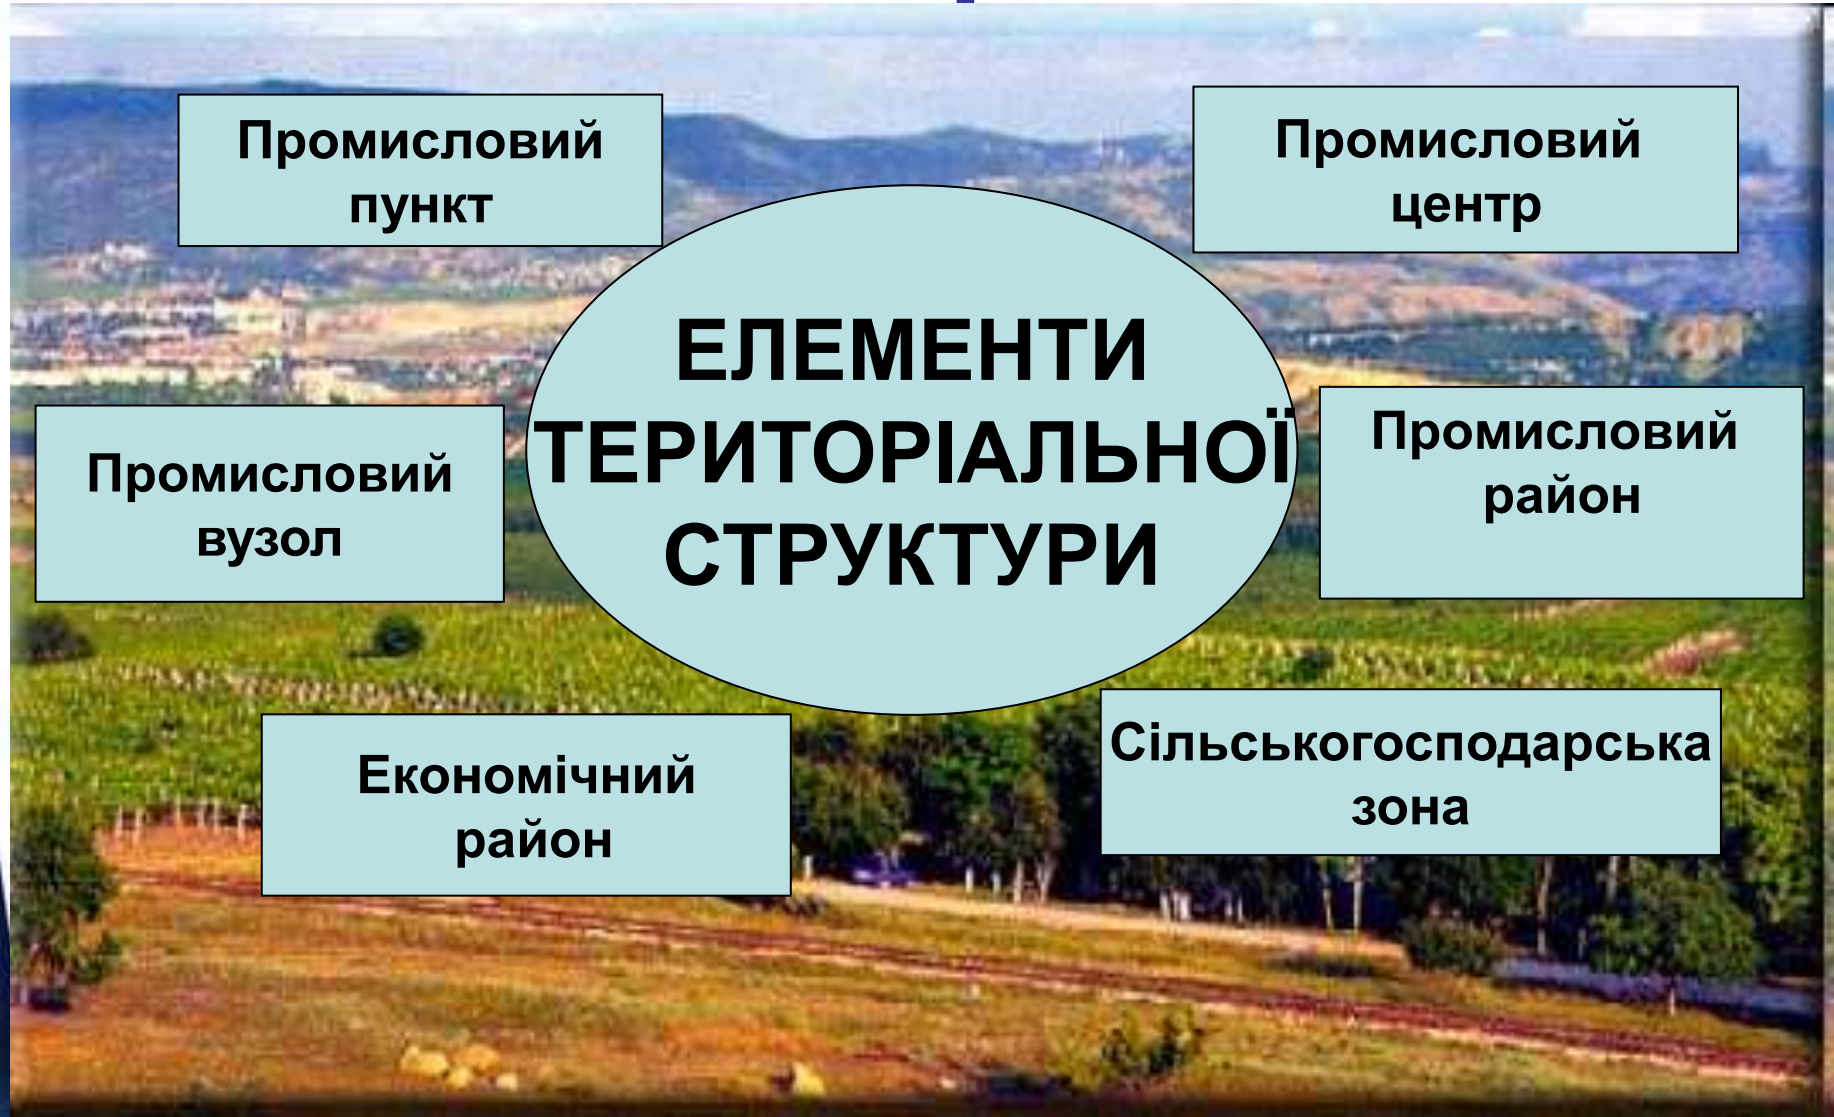 Промисловий
пункт
Промисловий
центр
ЕЛЕМЕНТИ
ТЕРИТОРІАЛЬНОЇ
СТРУКТУРИ
Промисловий
вузол
Промисловий
район
Економічний
район
Сільськогосподарська
зона